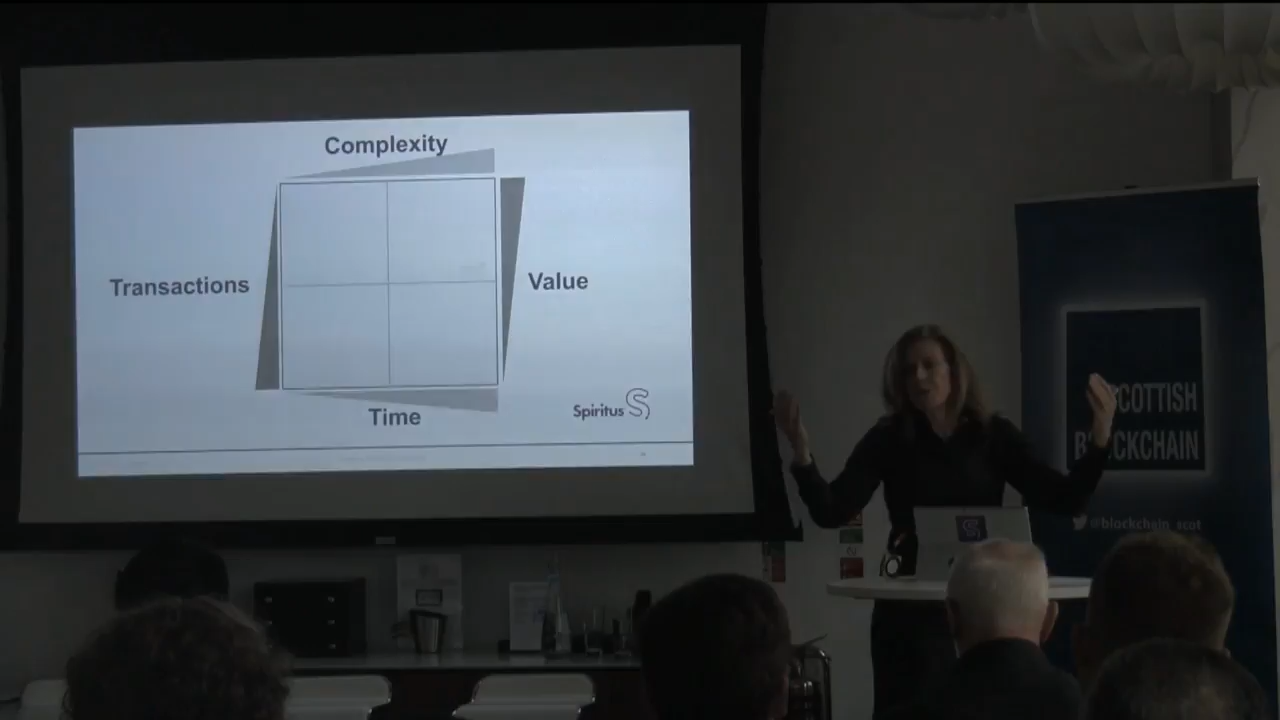 Complexity
Transactions
Value
Time
Spiritus
SCOTTISH
BLOCKCHAIN
@blockchain_scot